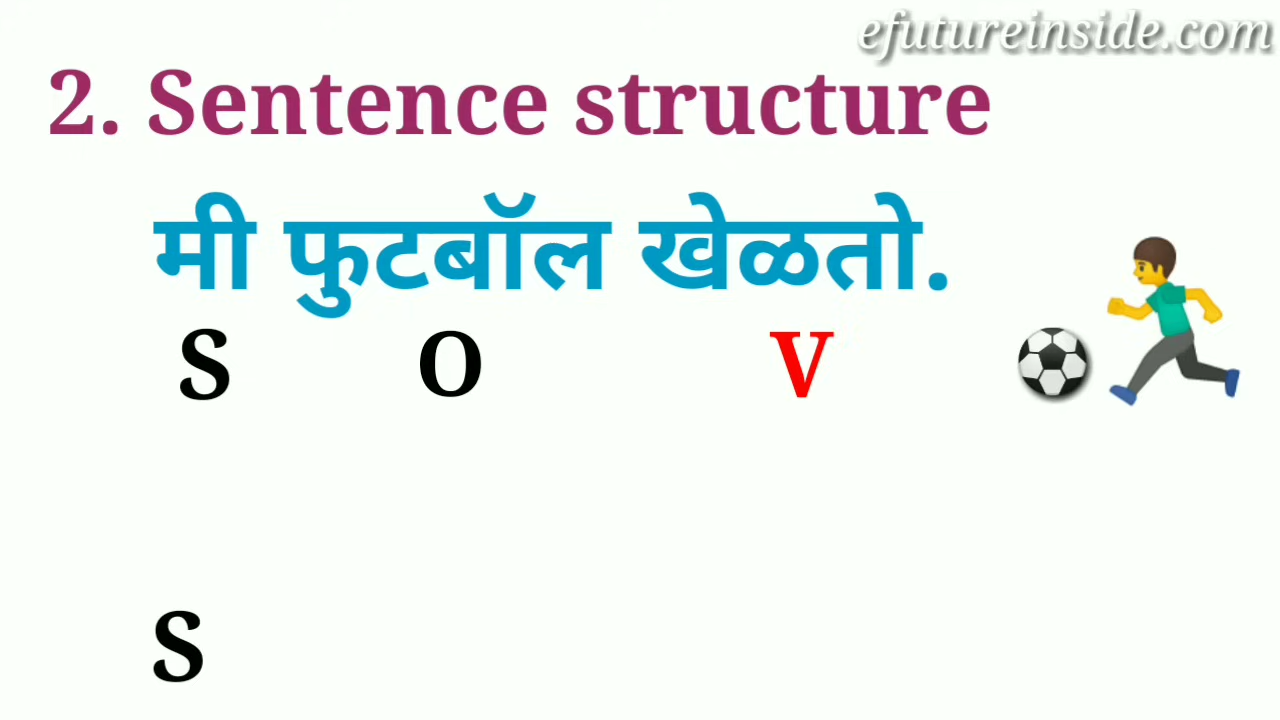 efutureinside.com
2. Sentence structure
मी फुटबॉल खेळतो.
S O V
S